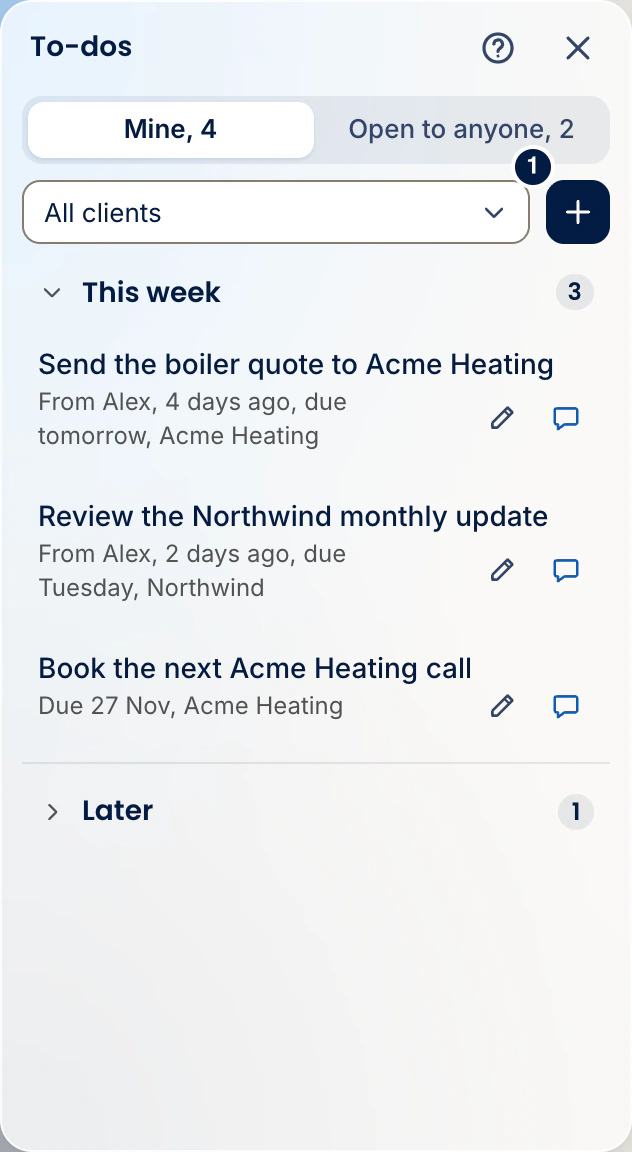 To-dos
Mine, 4
Open to anyone, 2
1
All clients
This week
3
Send the boiler quote to Acme Heating
From Alex, 4 days ago, due
tomorrow, Acme Heating
Review the Northwind monthly update
From Alex, 2 days ago, due
Tuesday, Northwind
Book the next Acme Heating call
Due 27 Nov, Acme Heating
Later
1